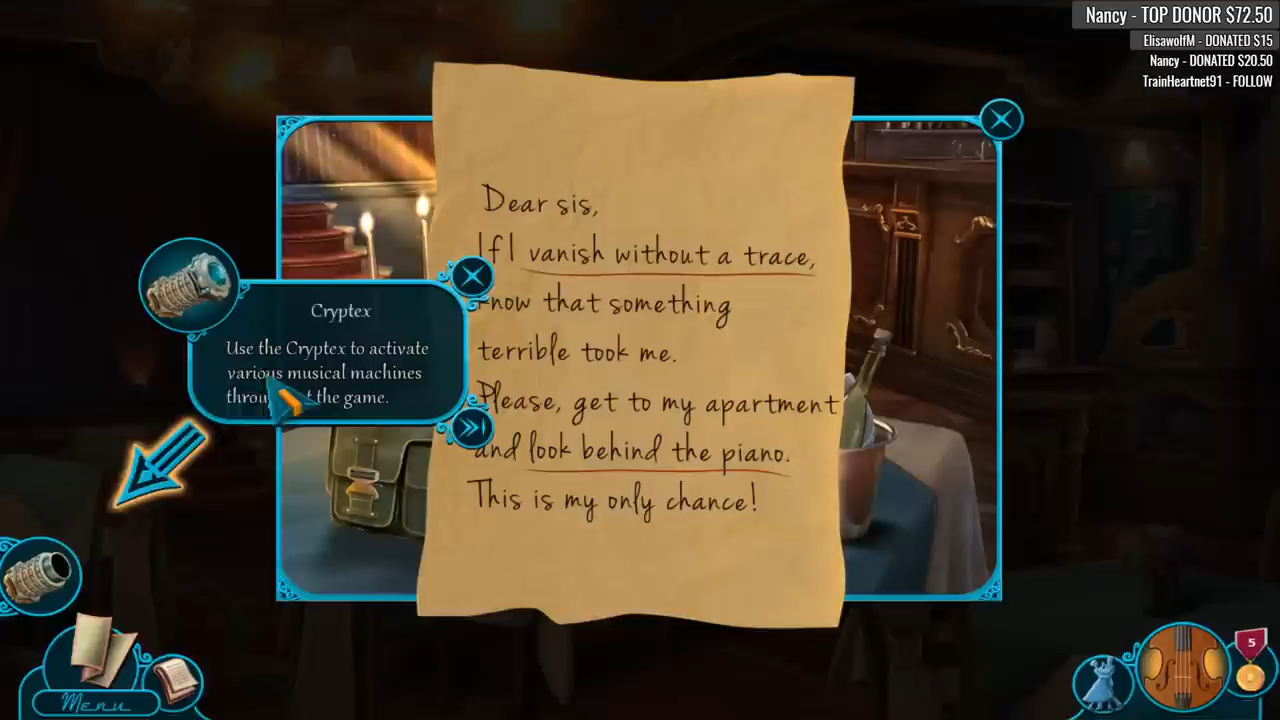 Nancy - TOP DONOR $72.50
ElisawolfM - DONATED $15
Nancy - DONATED $20.50
TrainHeartnet91 - FOLLOW
Dear sis,
If I vanish without a trace,
know that something
terrible took me.
Please, get to my apartment
and look behind the piano.
This is my only chance!
Cryptex
Use the Cryptex to activate
various musical machines
the game.
Menu
5